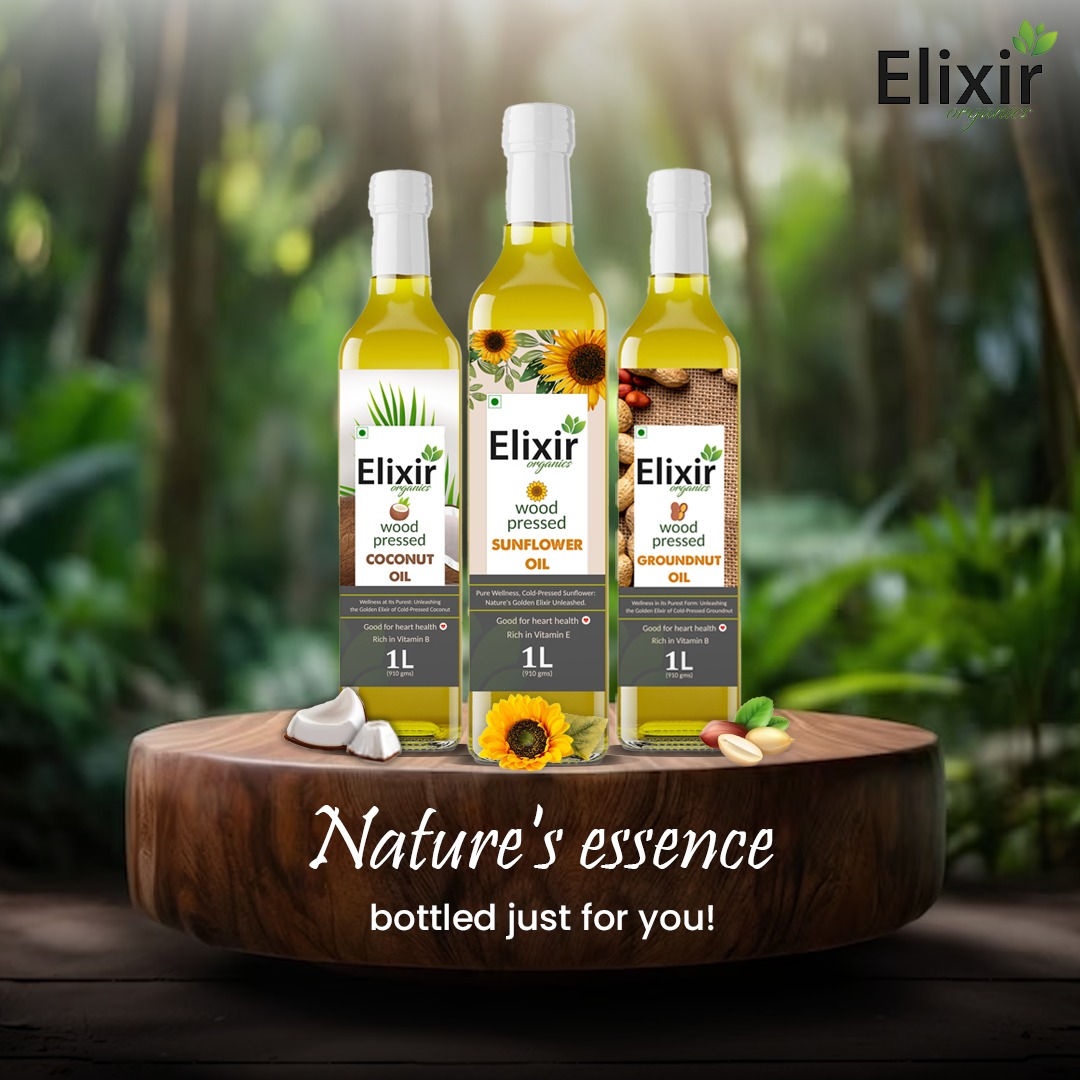 Elixir
organics
Elixir
organics
wood
pressed
COCONUT
OIL
Wellness at Its Purest: Unleashing
the Golden Elixir of Cold-Pressed Coconut
Good for heart health
Rich in Vitamin B
1L
(910 gms)
Elixir
organics
wood
pressed
SUNFLOWER
OIL
Pure Wellness, Cold-Pressed Sunflower:
Nature's Golden Elixir Unleashed.
Good for heart health
Rich in Vitamin E
1L
(910 gms)
Elixir
organics
wood
pressed
GROUNDNUT
OIL
Wellness in its Purest Form: Unleashing
the Golden Elixir of Cold-Pressed Groundnut
Good for heart health
Rich in Vitamin B
1L
(910 gms)
Nature's essence
bottled just for you!